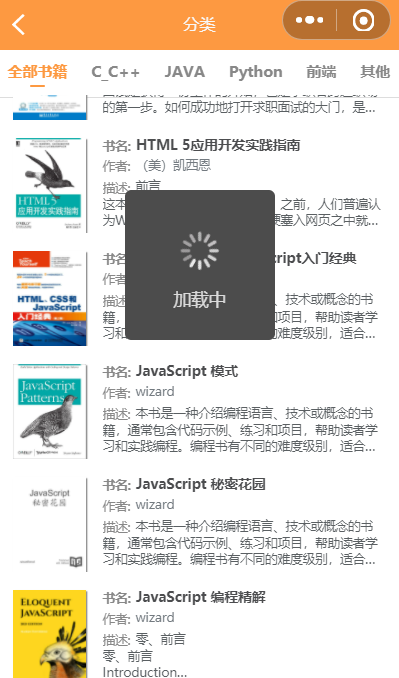 分类
全部书籍 C_C++ JAVA Python 前端 其他
的第一步。如何成功地打开求职面试的大门，是...
书名: HTML 5应用开发实践指南
作者: （美）凯西恩
描述: 前言
这本 之前，人们普遍认
为W 硬塞入网页之中就...
HTML 5
应用开发实践指南
O'REILLY
书名: cript入门经典
作者
描述 言、技术或概念的书
籍，通 和项目，帮助读者学
习和实 的难度级别，适合...
HTML、CSS和
JavaScript
入门经典
加载中
书名: JavaScript 模式
作者: wizard
描述: 本书是一种介绍编程语言、技术或概念的书
籍，通常包含代码示例、练习和项目，帮助读者学
习和实践编程。编程书有不同的难度级别，适合...
JavaScript
Patterns
O'REILLY
书名: JavaScript 秘密花园
作者: wizard
描述: 本书是一种介绍编程语言、技术或概念的书
籍，通常包含代码示例、练习和项目，帮助读者学
习和实践编程。编程书有不同的难度级别，适合...
JavaScript
秘密花园
书名: JavaScript 编程精解
作者: wizard
描述: 零、前言
零、前言
Introduction...
ELOQUENT
JAVASCRIPT